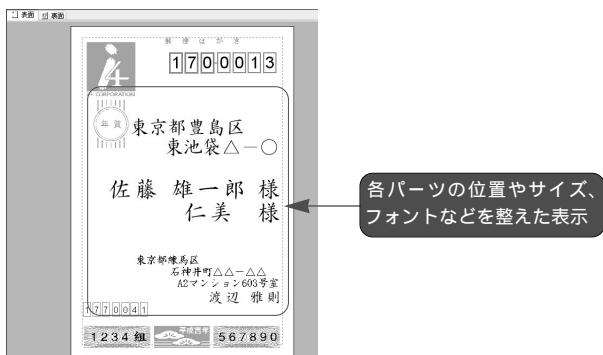 表面 裏面
郵便はがき
1700013
CORPORATION
年賀
東京都豊島区
東池袋△－○
佐藤 雄一郎 様
仁美 様
各パーツの位置やサイズ、
フォントなどを整えた表示
東京都練馬区
石神井町△△－△△
A2マンション603号室
渡辺 雅則
1770041
1234組 平成吉年 567890